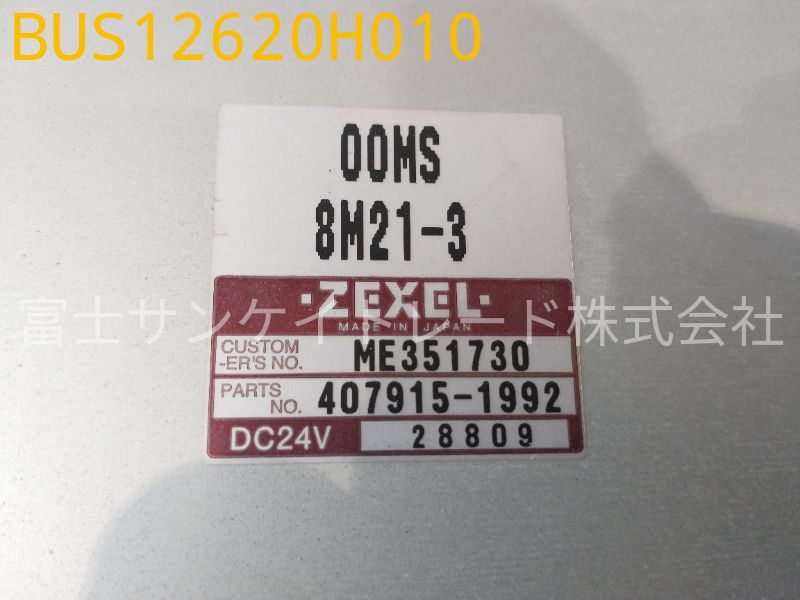 BUS12620H010
00MS
8M21-3
·ZEXEL·
富士サンケイトレード株式会社
MADE IN JAPAN
CUSTOM
-ER'S NO. ME351730
PARTS
NO. 407915-1992
DC24V 28809